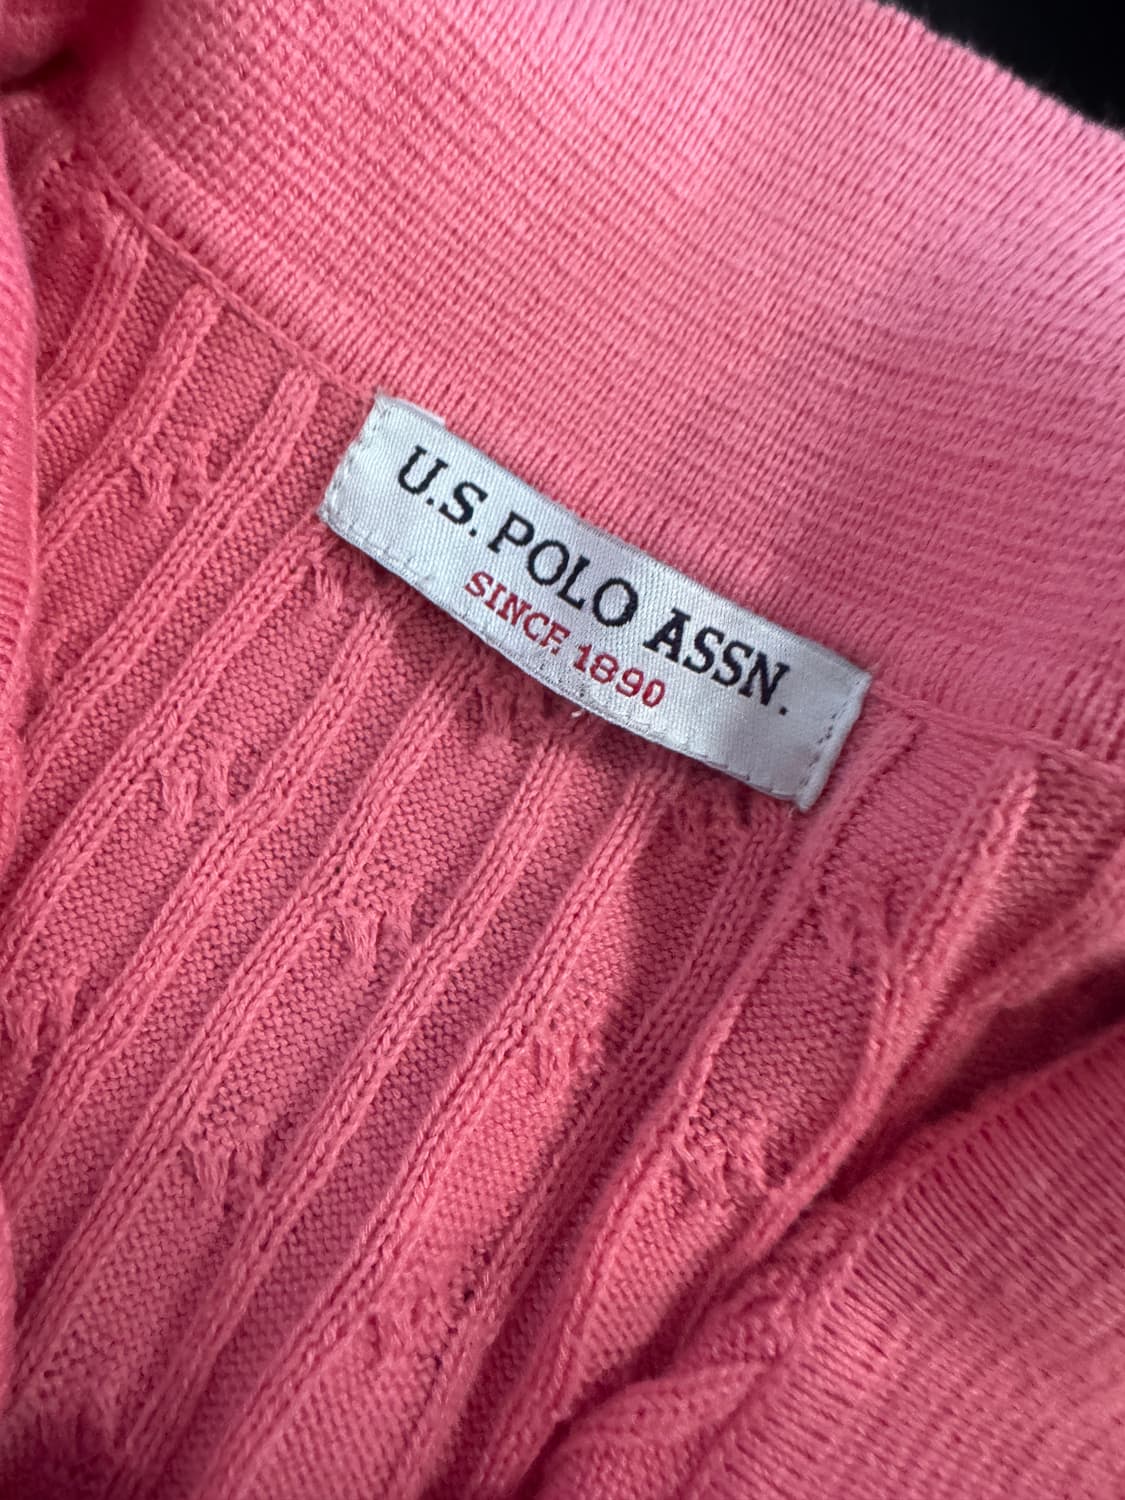 U.S. POLO ASSN.
SINCE 1890